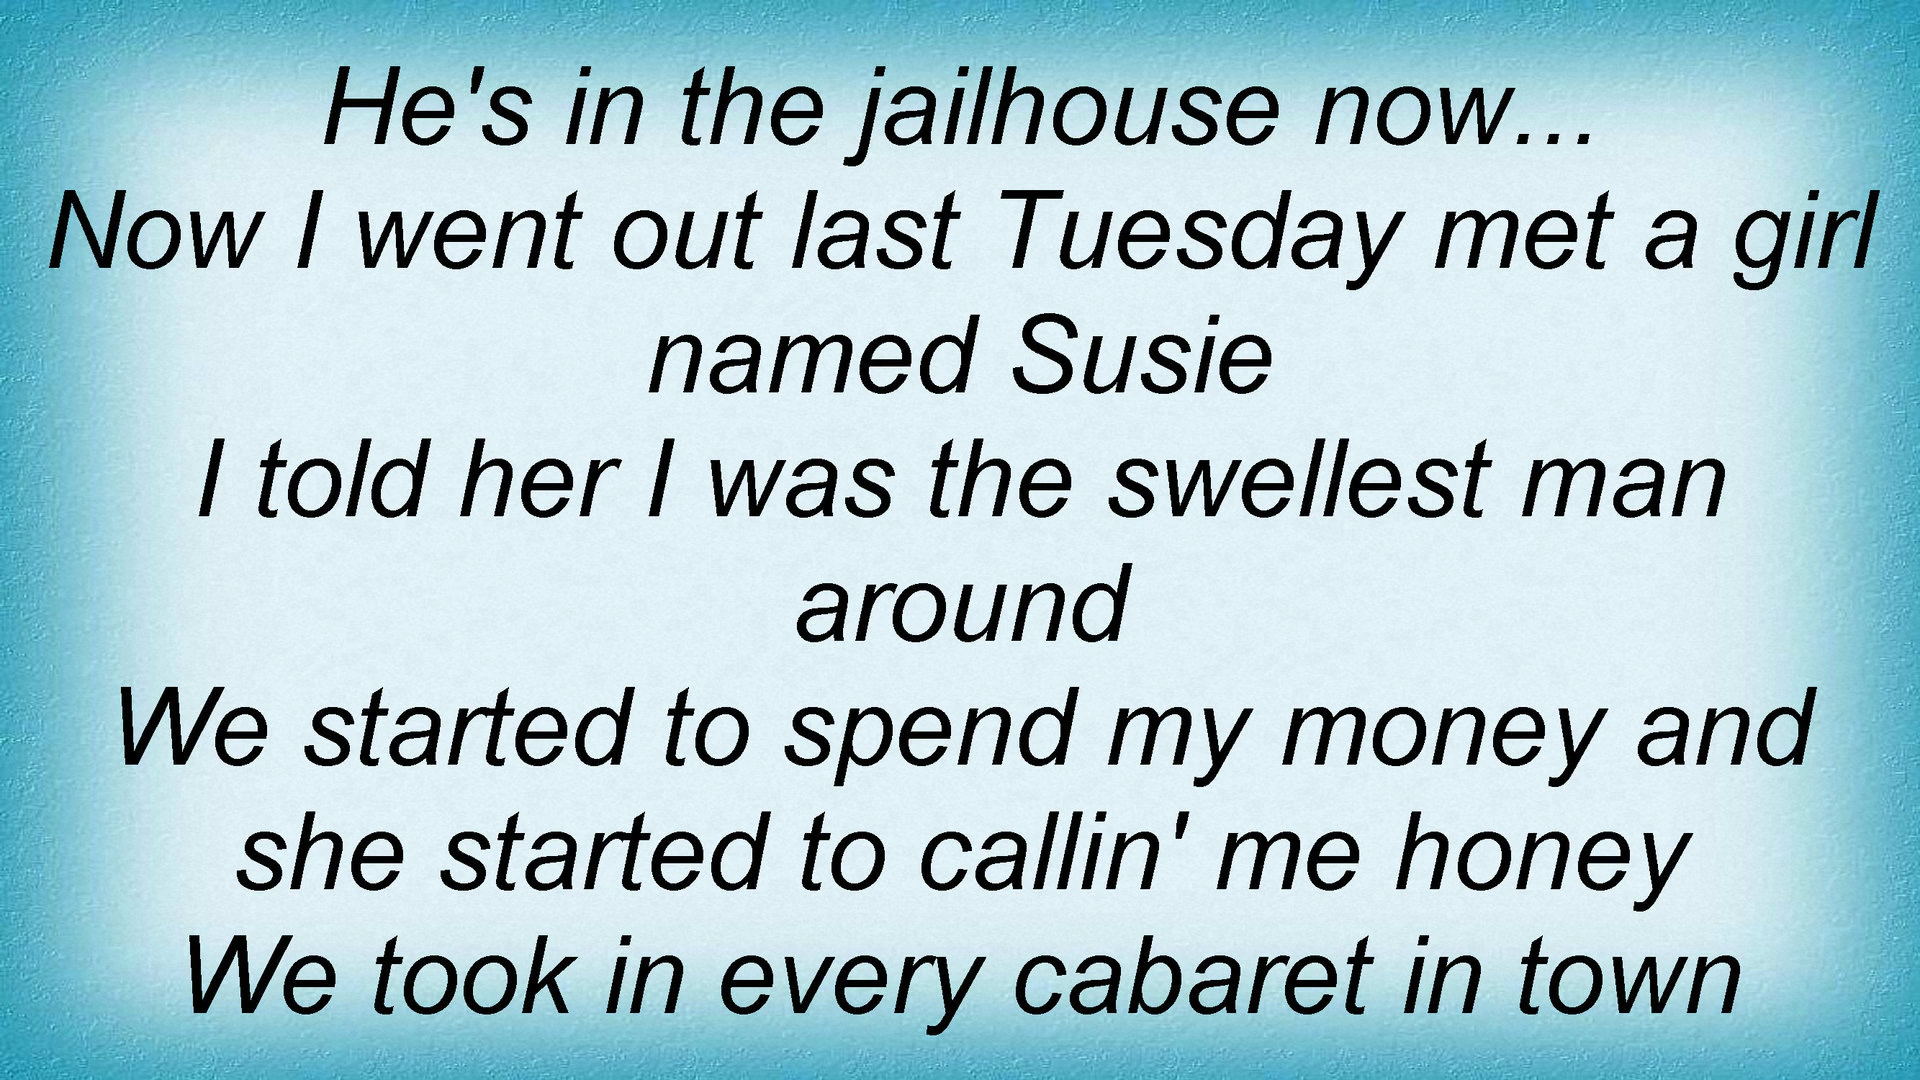 He's in the jailhouse now...
Now I went out last Tuesday met a girl
named Susie
I told her I was the swellest man
around
We started to spend my money and
she started to callin' me honey
We took in every cabaret in town